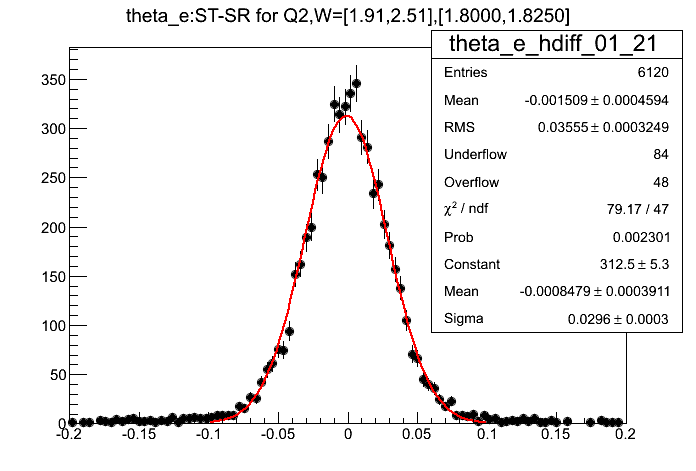 theta_e:ST-SR for Q2,W=[1.91,2.51],[1.8000,1.8250]
theta_e_hdiff_01_21
Entries 6120
Mean -0.001509 ± 0.0004594
RMS 0.03555 ± 0.0003249
Underflow 84
Overflow 48
χ² / ndf 79.17 / 47
Prob 0.002301
Constant 312.5 ± 5.3
Mean -0.0008479 ± 0.0003911
Sigma 0.0296 ± 0.0003
350
300
250
200
150
100
50
0
-0.2 -0.15 -0.1 -0.05 0 0.05 0.1 0.15 0.2